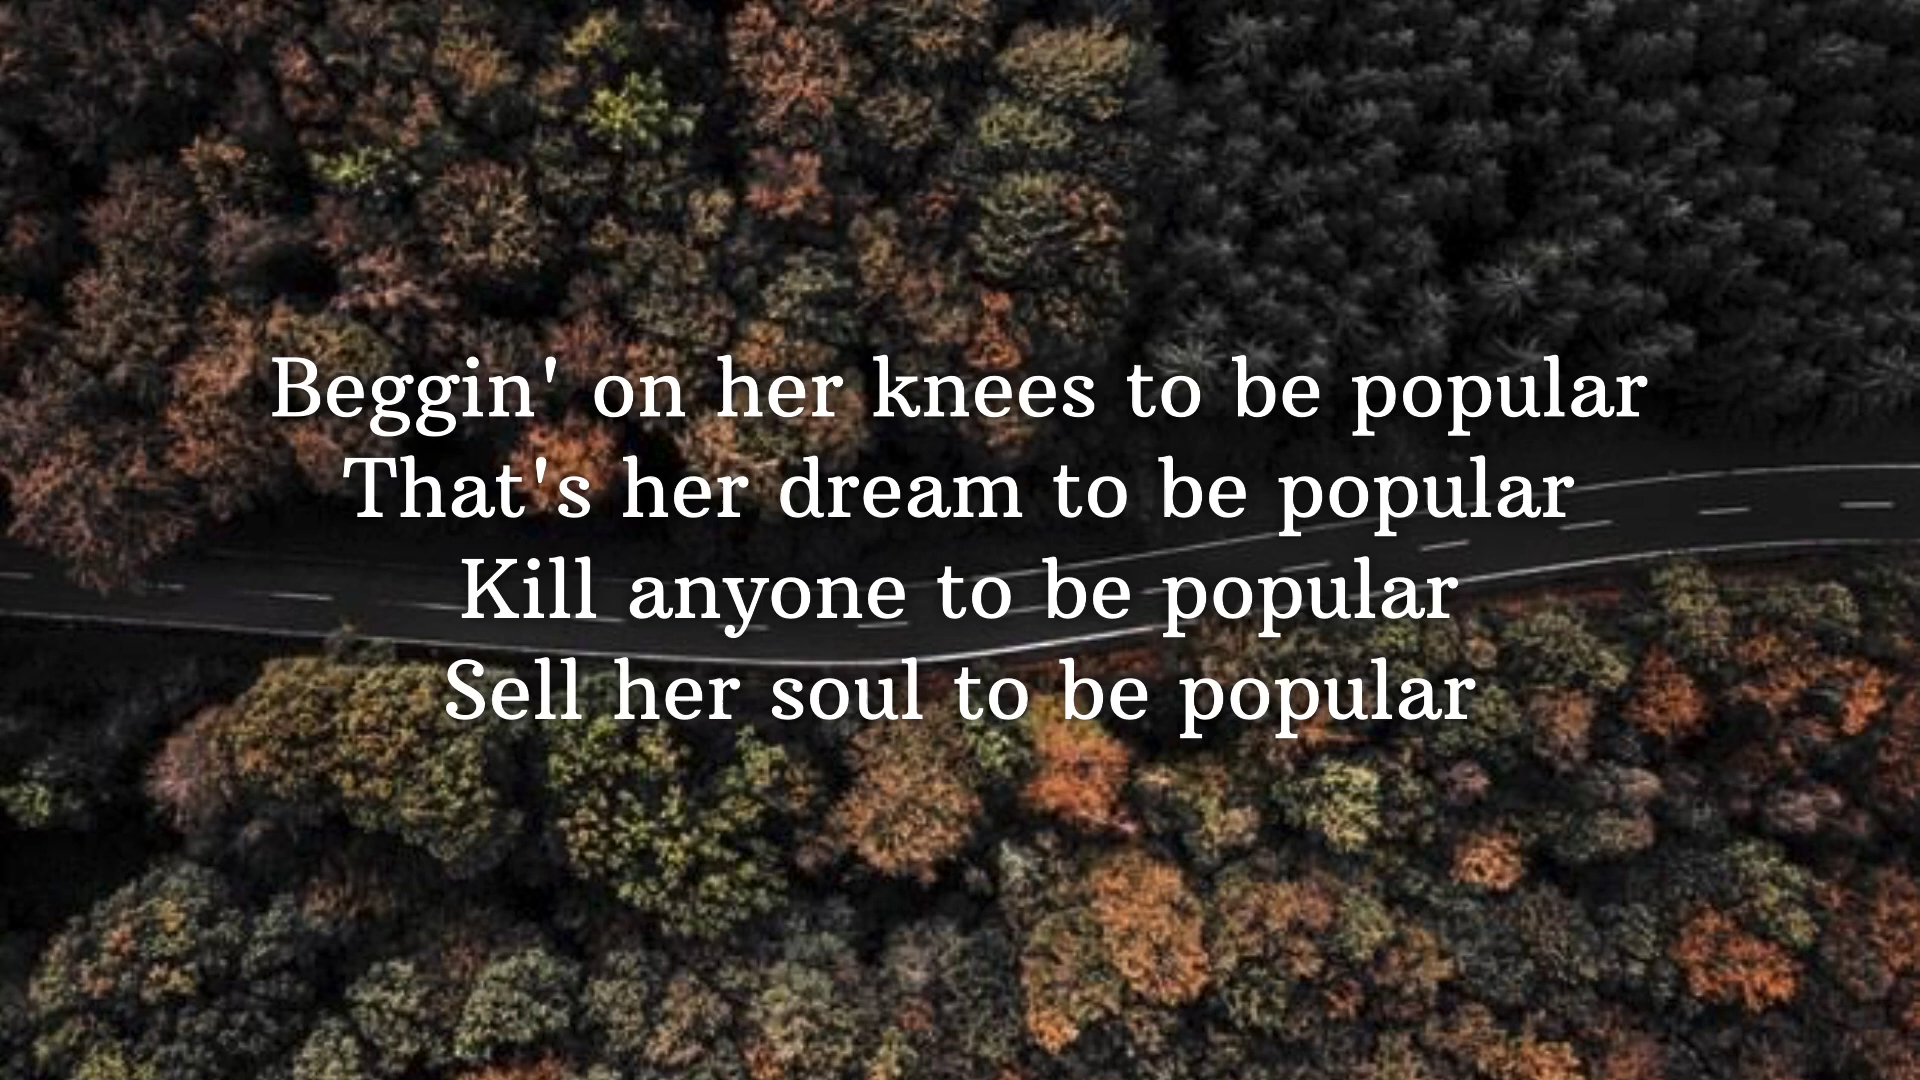 Beggin' on her knees to be popular
That's her dream to be popular
Kill anyone to be popular
Sell her soul to be popular